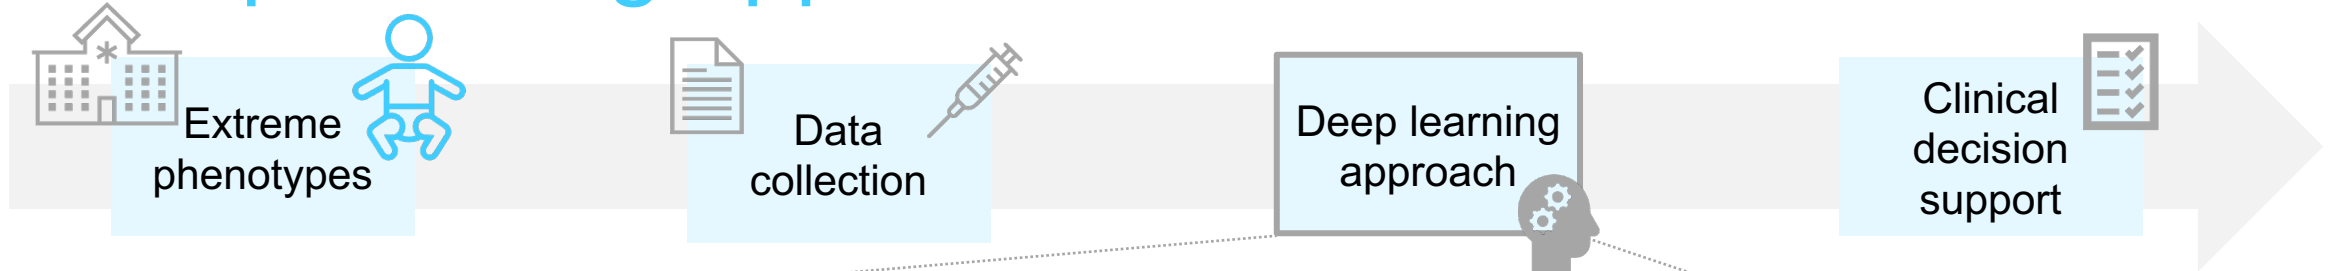 Extreme
phenotypes
Data
collection
Deep learning
approach
Clinical
decision
support